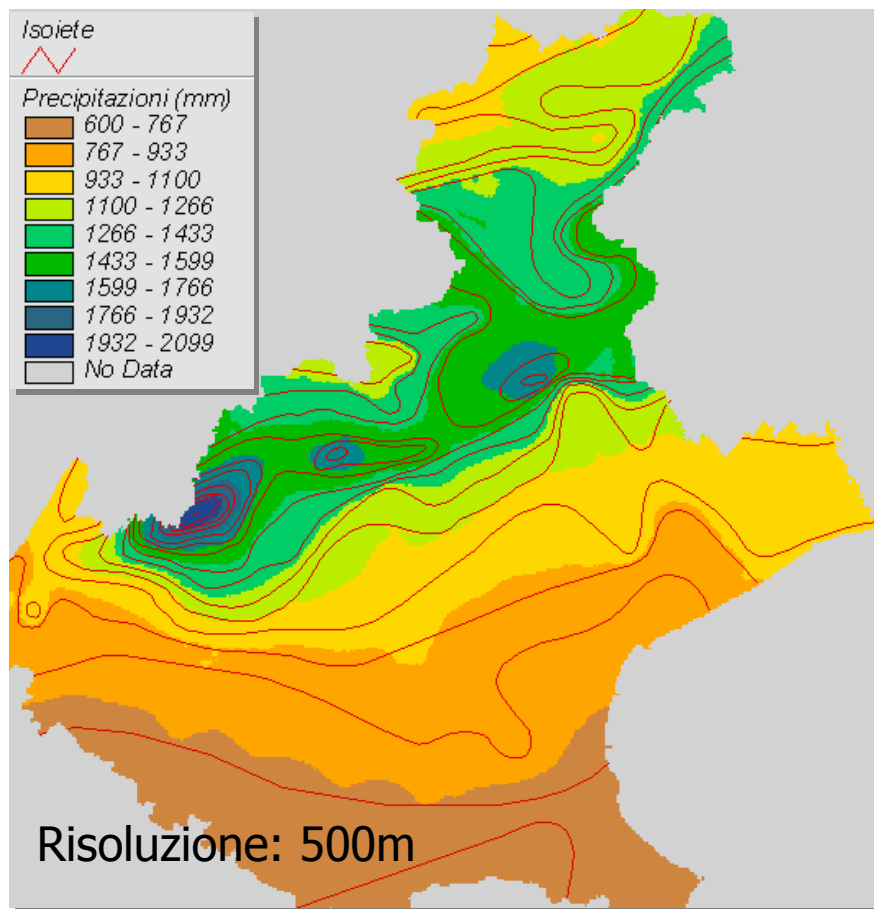 Isoiete
Precipitazioni (mm)
600 - 767
767 - 933
933 - 1100
1100 - 1266
1266 - 1433
1433 - 1599
1599 - 1766
1766 - 1932
1932 - 2099
No Data
Risoluzione: 500m